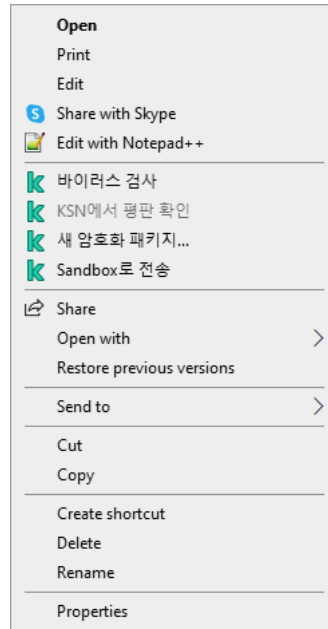 Open
Print
Edit
Share with Skype
Edit with Notepad++
바이러스 검사
KSN에서 평판 확인
새 암호화 패키지...
Sandbox로 전송
Share
Open with
Restore previous versions
Send to
Cut
Copy
Create shortcut
Delete
Rename
Properties